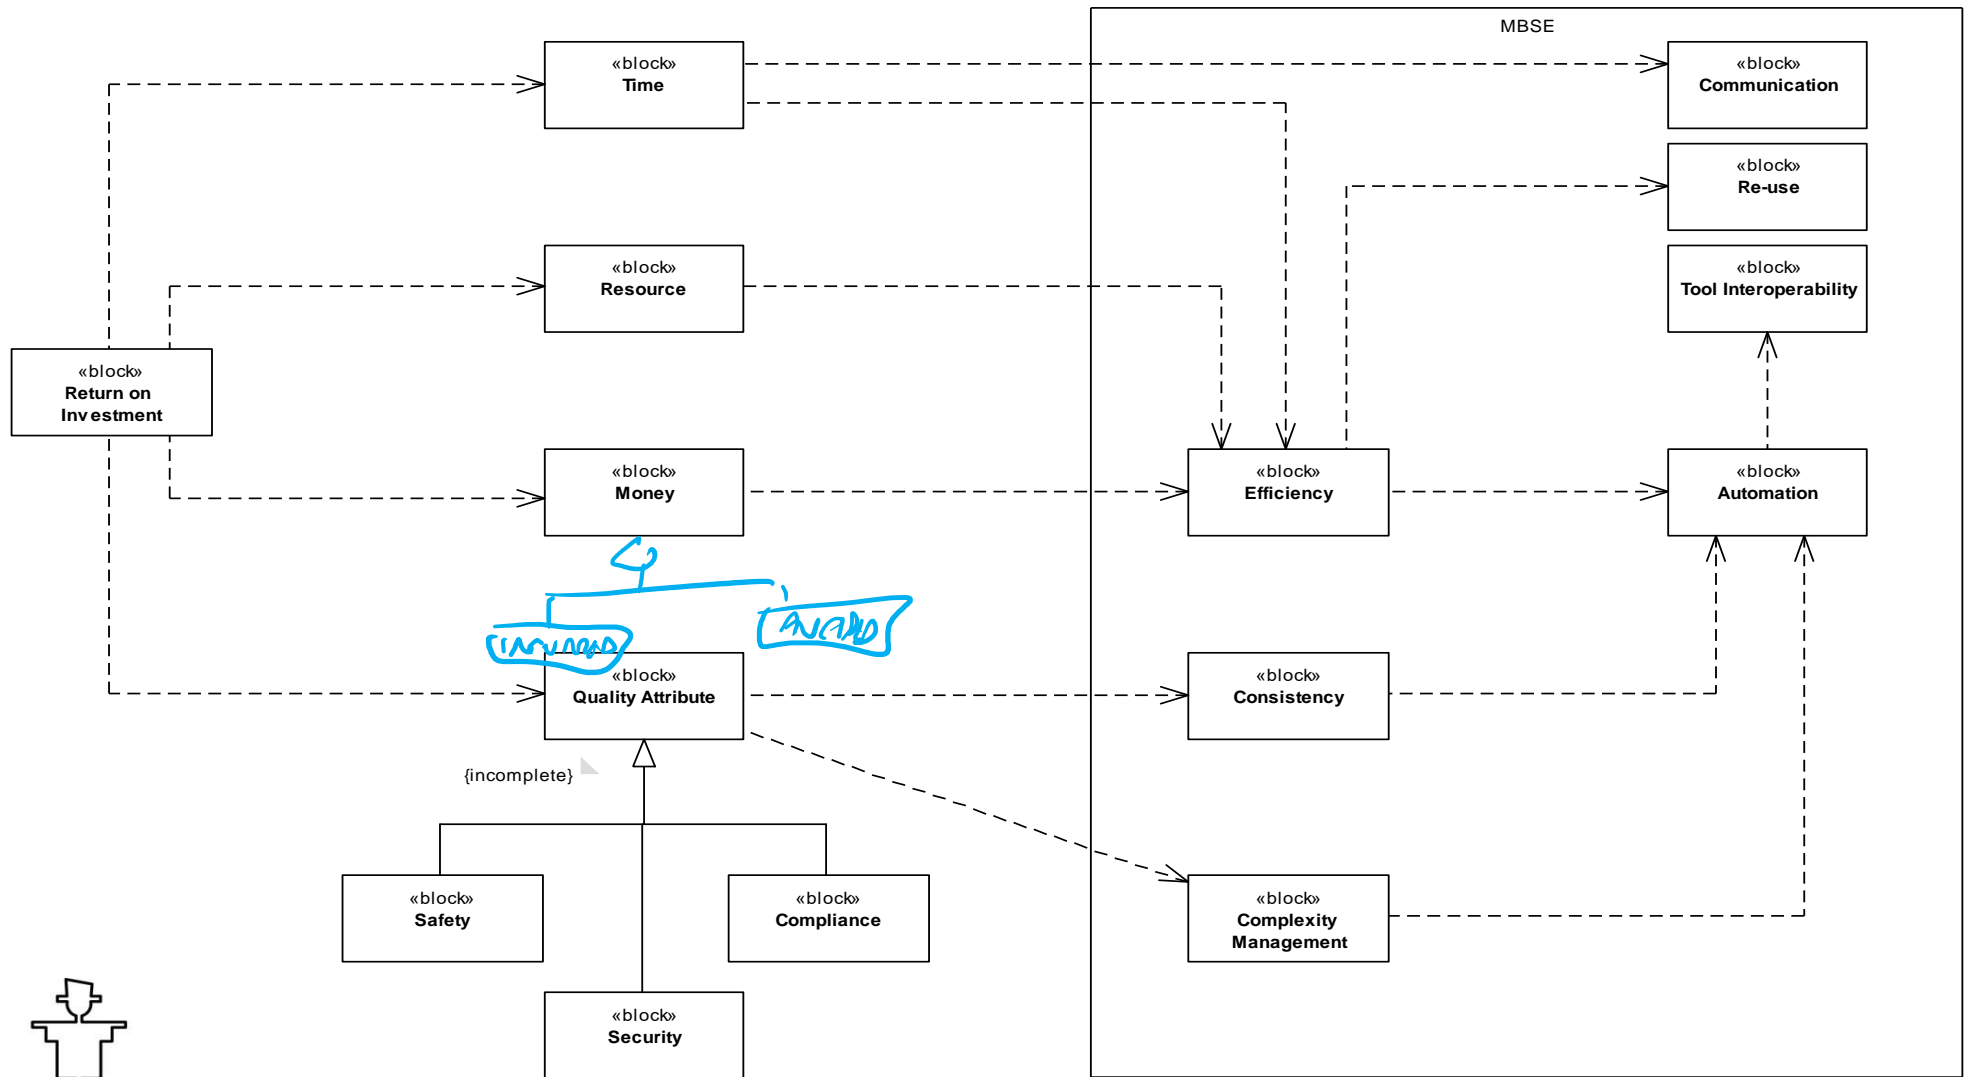 MBSE
«block»
Time
«block»
Communication
«block»
Re-use
«block»
Resource
«block»
Tool Interoperability
«block»
Return on
Investment
«block»
Money
«block»
Efficiency
«block»
Automation
«block»
Quality Attribute
«block»
Consistency
{incomplete}
«block»
Safety
«block»
Compliance
«block»
Complexity
Management
«block»
Security